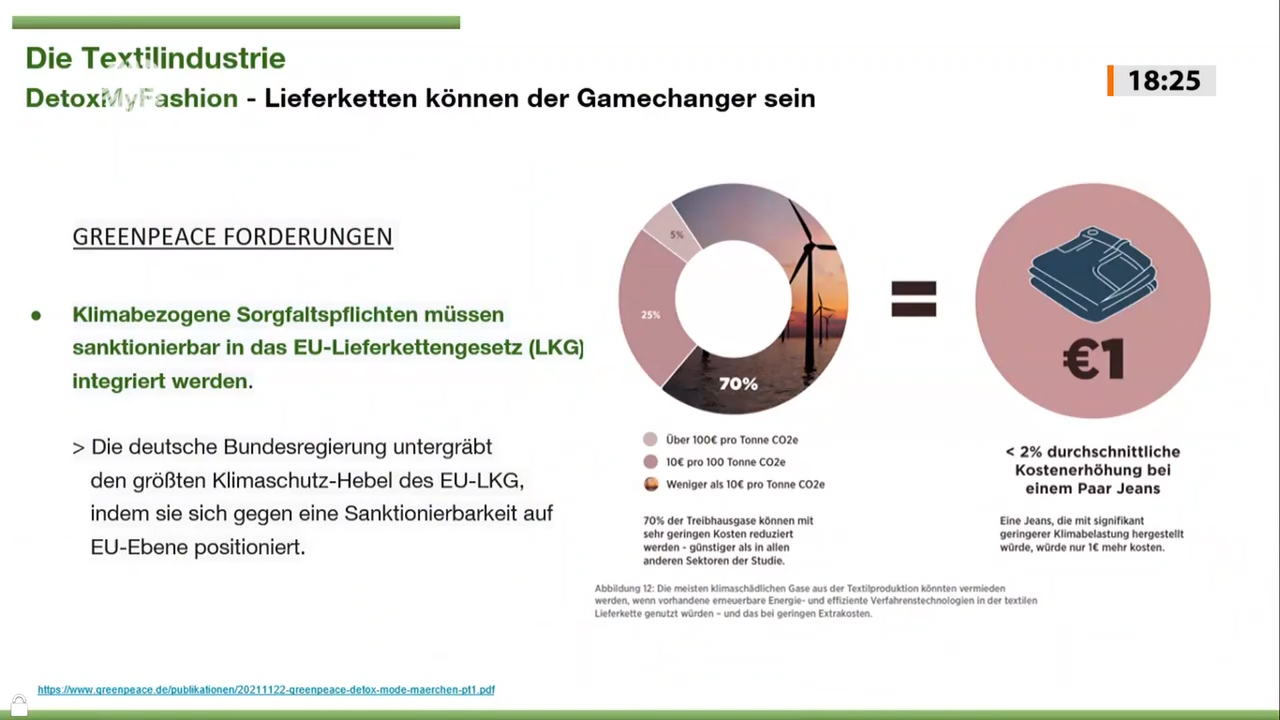 Die Textilindustrie
DetoxMyFashion - Lieferketten können der Gamechanger sein
18:25
GREENPEACE FORDERUNGEN
● Klimabezogene Sorgfaltspflichten müssen
sanktionierbar in das EU-Lieferkettengesetz (LKG)
integriert werden.
> Die deutsche Bundesregierung untergräbt
den größten Klimaschutz-Hebel des EU-LKG,
indem sie sich gegen eine Sanktionierbarkeit auf
EU-Ebene positioniert.
5%
25%
70%
Über 100€ pro Tonne CO2e
10€ pro 100 Tonne CO2e
Weniger als 10€ pro Tonne CO2e
70% der Treibhausgase können mit
sehr geringen Kosten reduziert
werden - günstiger als in allen
anderen Sektoren der Studie.
=
€1
< 2% durchschnittliche
Kostenerhöhung bei
einem Paar Jeans
Eine Jeans, die mit signifikant
geringerer Klimabelastung hergestellt
würde, würde nur 1€ mehr kosten.
Abbildung 12: Die meisten klimaschädlichen Gase aus der Textilproduktion könnten vermieden
werden, wenn vorhandene erneuerbare Energie- und effiziente Verfahrenstechnologien in der textilen
Lieferkette genutzt würden – und das bei geringen Extrakosten.
https://www.greenpeace.de/publikationen/20211122-greenpeace-detox-mode-maerchen-pt1.pdf